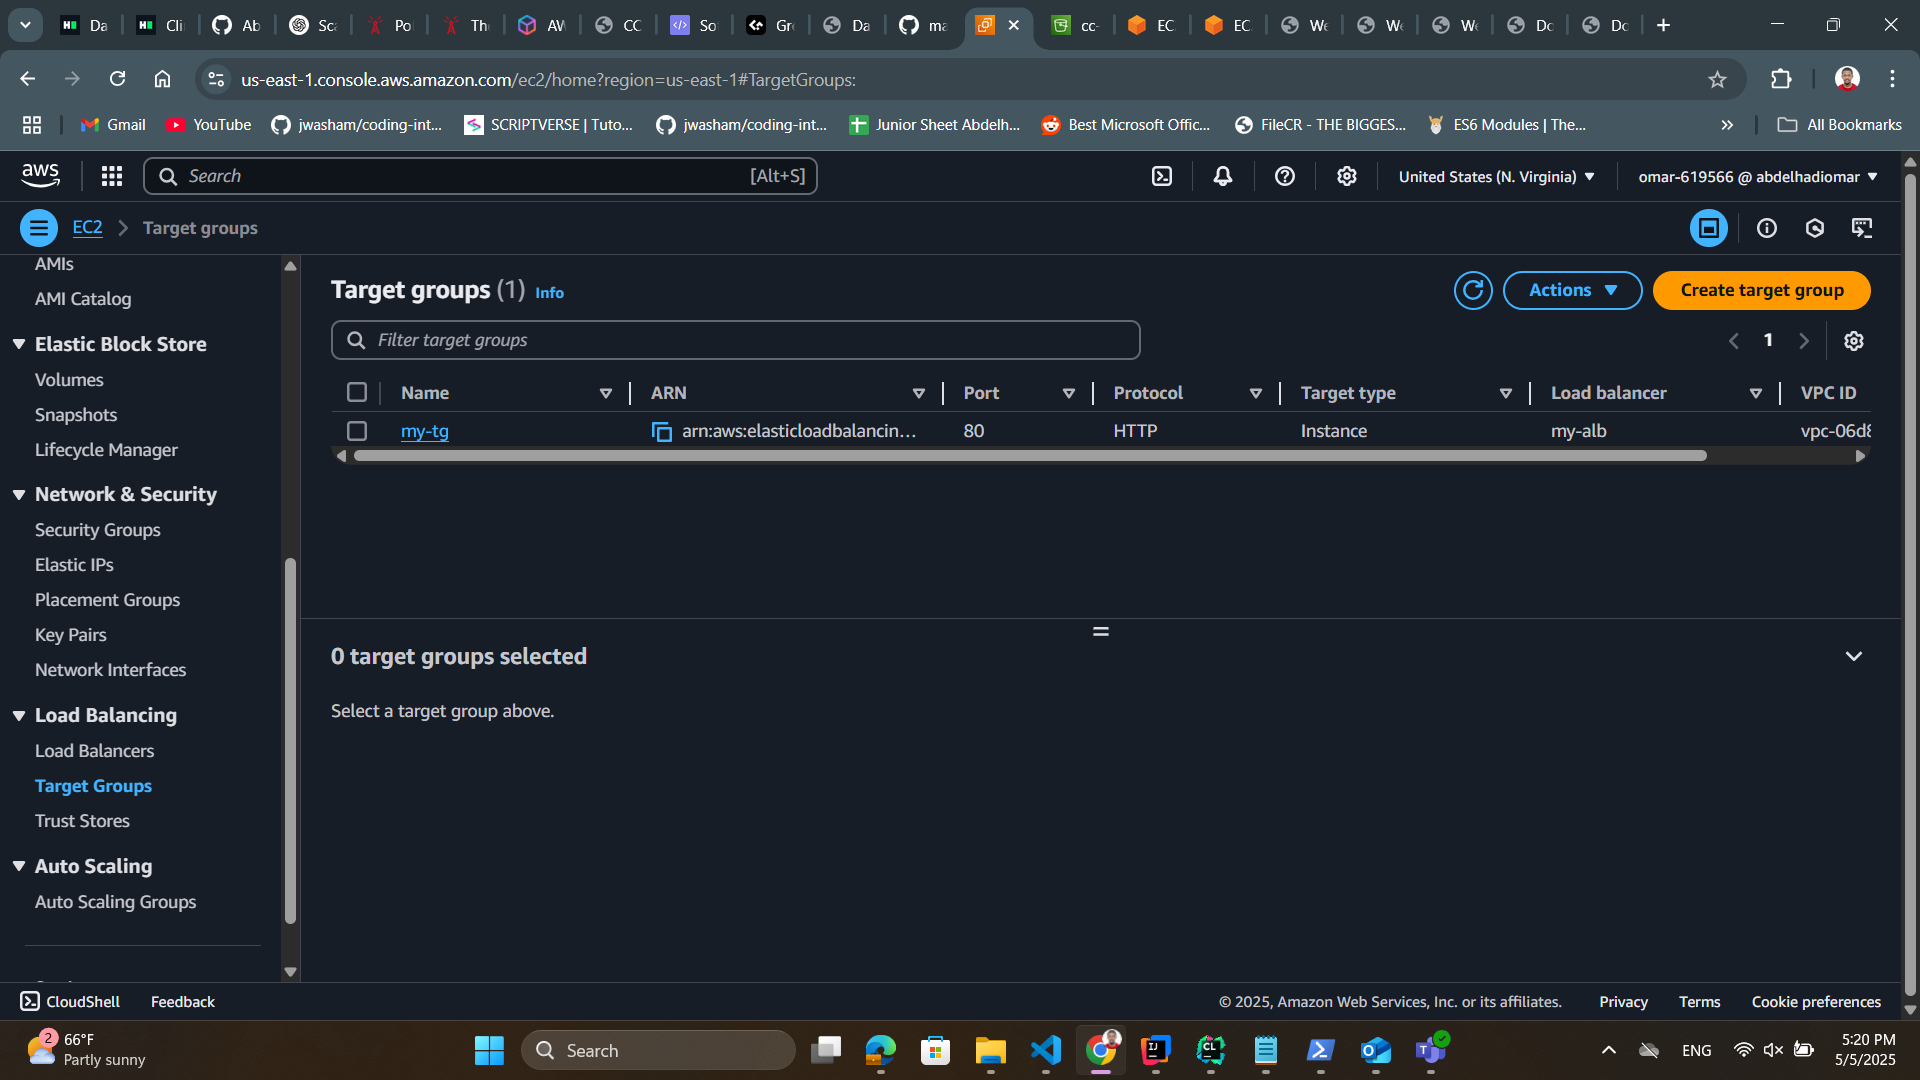 Da
Cli
Ab
Sca
Po
The
AW
CC
So
Gre
Da
ma
cc-
EC
EC
We
We
We
Do
Do
us-east-1.console.aws.amazon.com/ec2/home?region=us-east-1#TargetGroups:
Gmail
YouTube
jwasham/coding-int...
SCRIPTVERSE | Tuto...
jwasham/coding-int...
Junior Sheet Abdelh...
Best Microsoft Offic...
FileCR - THE BIGGES...
ES6 Modules | The...
All Bookmarks
aws
Search
[Alt+S]
United States (N. Virginia)
omar-619566 @ abdelhadiomar
EC2
Target groups
AMIs
AMI Catalog
Elastic Block Store
Volumes
Snapshots
Lifecycle Manager
Network & Security
Security Groups
Elastic IPs
Placement Groups
Key Pairs
Network Interfaces
Load Balancing
Load Balancers
Target Groups
Trust Stores
Auto Scaling
Auto Scaling Groups
Target groups (1) Info
Actions
Create target group
Filter target groups
1
Name ARN Port Protocol Target type Load balancer VPC ID
my-tg arn:aws:elasticloadbalancin... 80 HTTP Instance my-alb vpc-06d8
0 target groups selected
Select a target group above.
CloudShell
Feedback
© 2025, Amazon Web Services, Inc. or its affiliates.
Privacy
Terms
Cookie preferences
2
66°F
Partly sunny
Search
ENG
5:20 PM
5/5/2025